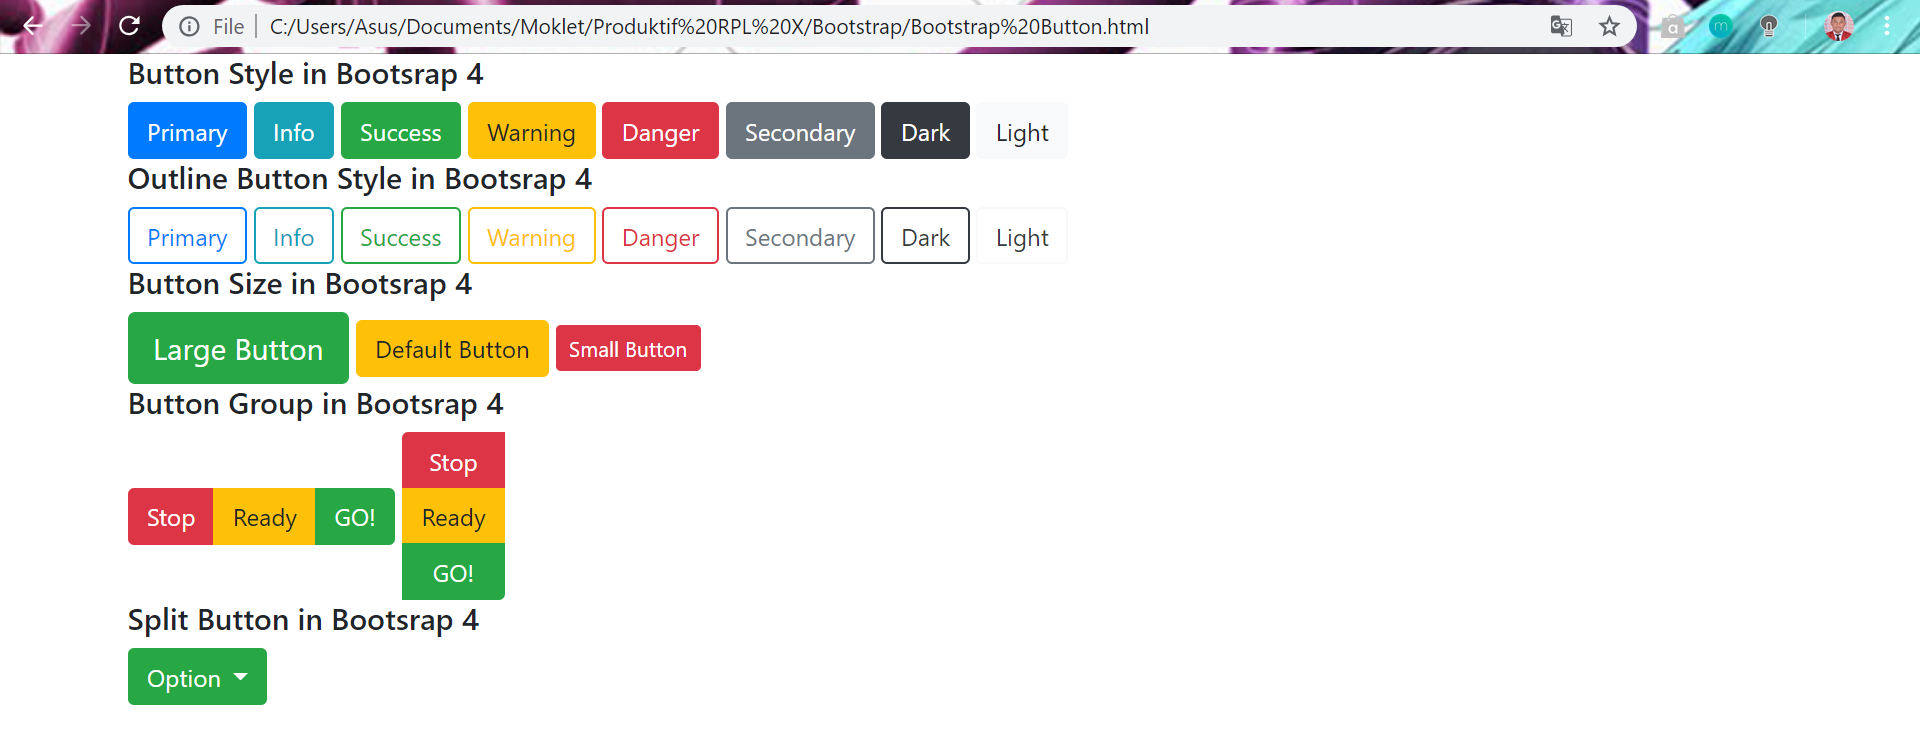 File C:/Users/Asus/Documents/Moklet/Produktif%20RPL%20X/Bootstrap/Bootstrap%20Button.html
Button Style in Bootsrap 4
Primary Info Success Warning Danger Secondary Dark Light
Outline Button Style in Bootsrap 4
Primary Info Success Warning Danger Secondary Dark Light
Button Size in Bootsrap 4
Large Button Default Button Small Button
Button Group in Bootsrap 4
Stop
Stop Ready GO! Ready
GO!
Split Button in Bootsrap 4
Option